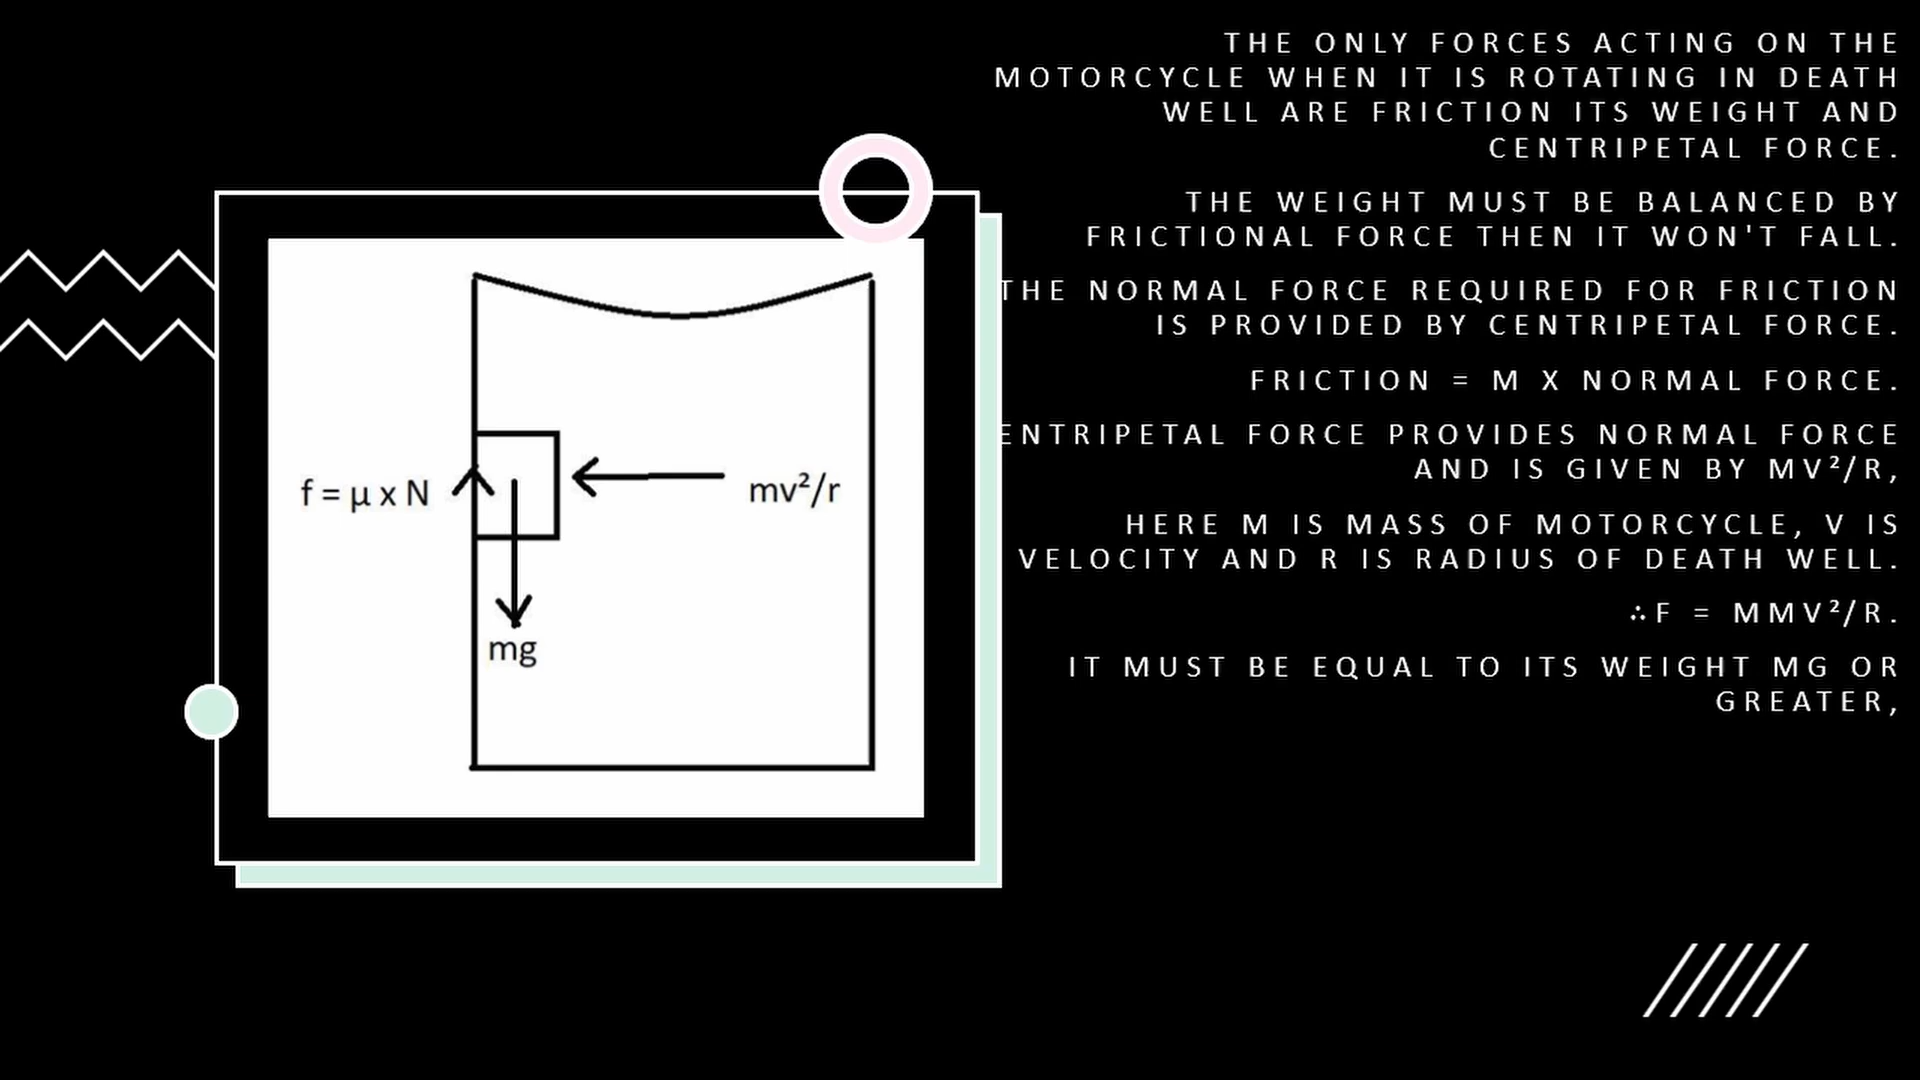 THE ONLY FORCES ACTING ON THE
MOTORCYCLE WHEN IT IS ROTATING IN DEATH
WELL ARE FRICTION ITS WEIGHT AND
CENTRIPETAL FORCE.
THE WEIGHT MUST BE BALANCED BY
FRICTIONAL FORCE THEN IT WON'T FALL.
THE NORMAL FORCE REQUIRED FOR FRICTION
IS PROVIDED BY CENTRIPETAL FORCE.
FRICTION = Μ X NORMAL FORCE.
ENTRIPETAL FORCE PROVIDES NORMAL FORCE
AND IS GIVEN BY MV²/R,
HERE M IS MASS OF MOTORCYCLE, V IS
VELOCITY AND R IS RADIUS OF DEATH WELL.
∴F = ΜMV²/R.
IT MUST BE EQUAL TO ITS WEIGHT MG OR
GREATER,
f = μ x N
mv²/r
mg